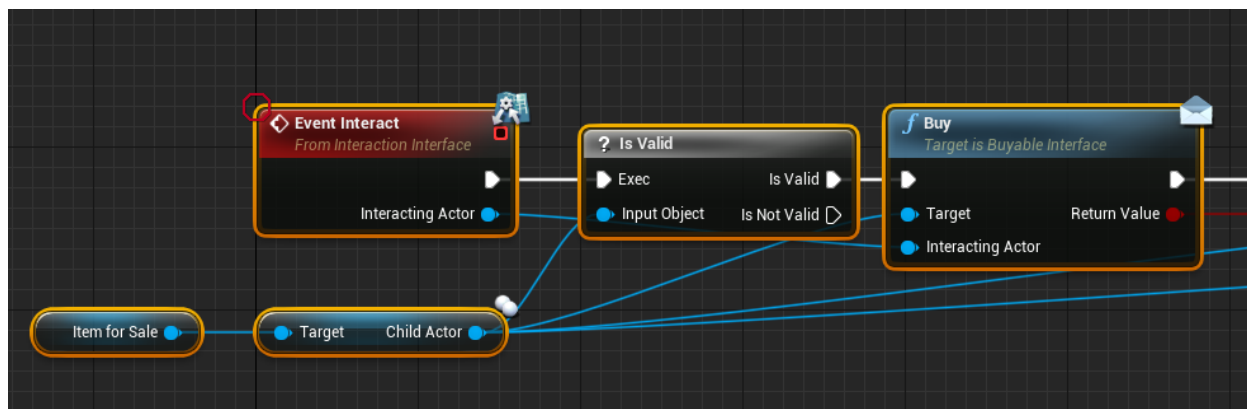 Event Interact
From Interaction Interface
Interacting Actor
? Is Valid
Exec
Is Valid
Input Object
Is Not Valid
f Buy
Target is Buyable Interface
Target
Return Value
Interacting Actor
Item for Sale
Target
Child Actor